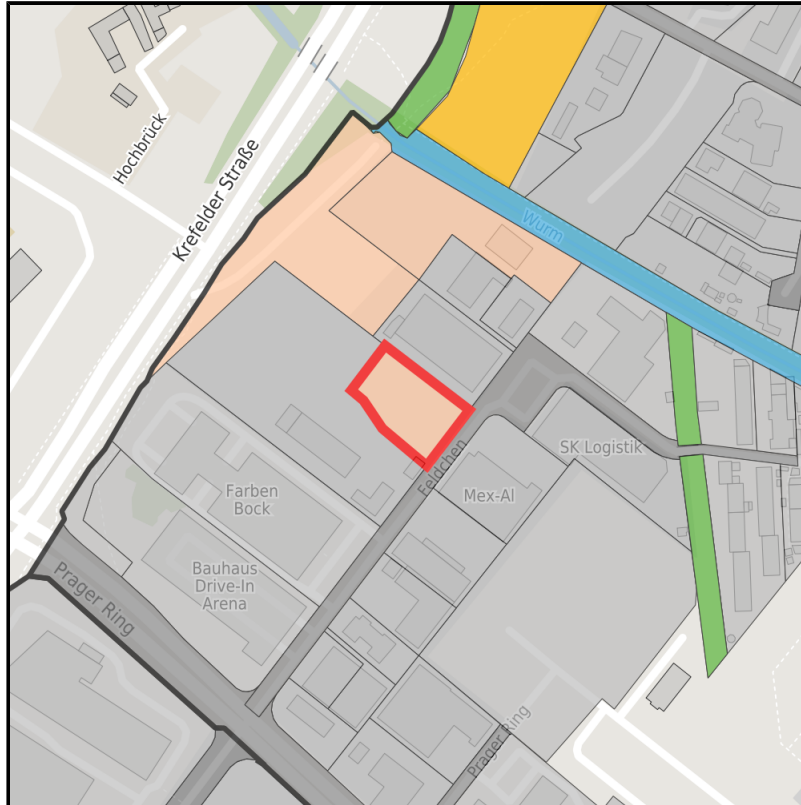 Hochbrück
Krefelder Straße
Wurm
SK Logistik
Feldchen
Mex-Al
Farben
Bock
Bauhaus
Drive-In
Arena
Prager Ring
Prager Ring